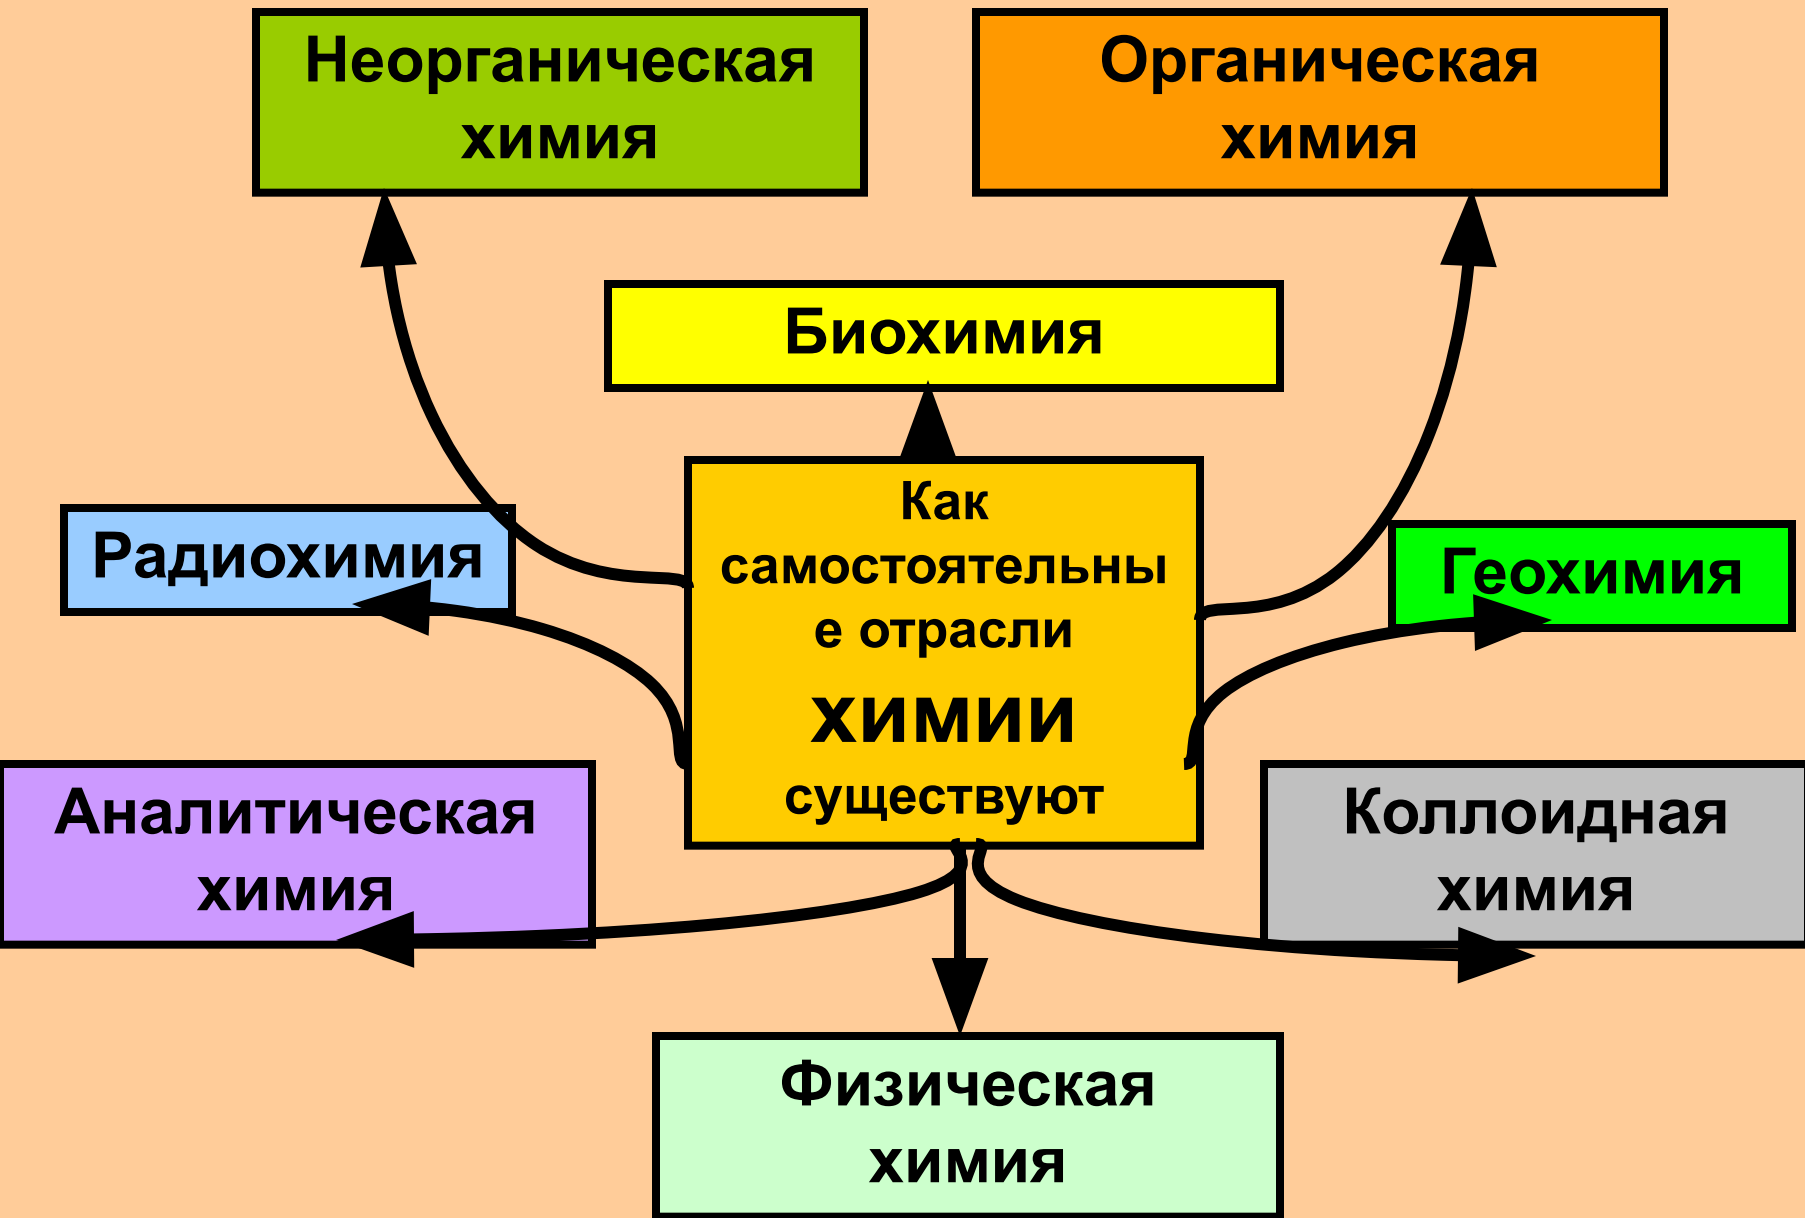 Неорганическая
химия
Органическая
химия
Биохимия
Как
самостоятельны
е отрасли
химии
существуют
Радиохимия
Геохимия
Аналитическая
химия
Коллоидная
химия
Физическая
химия